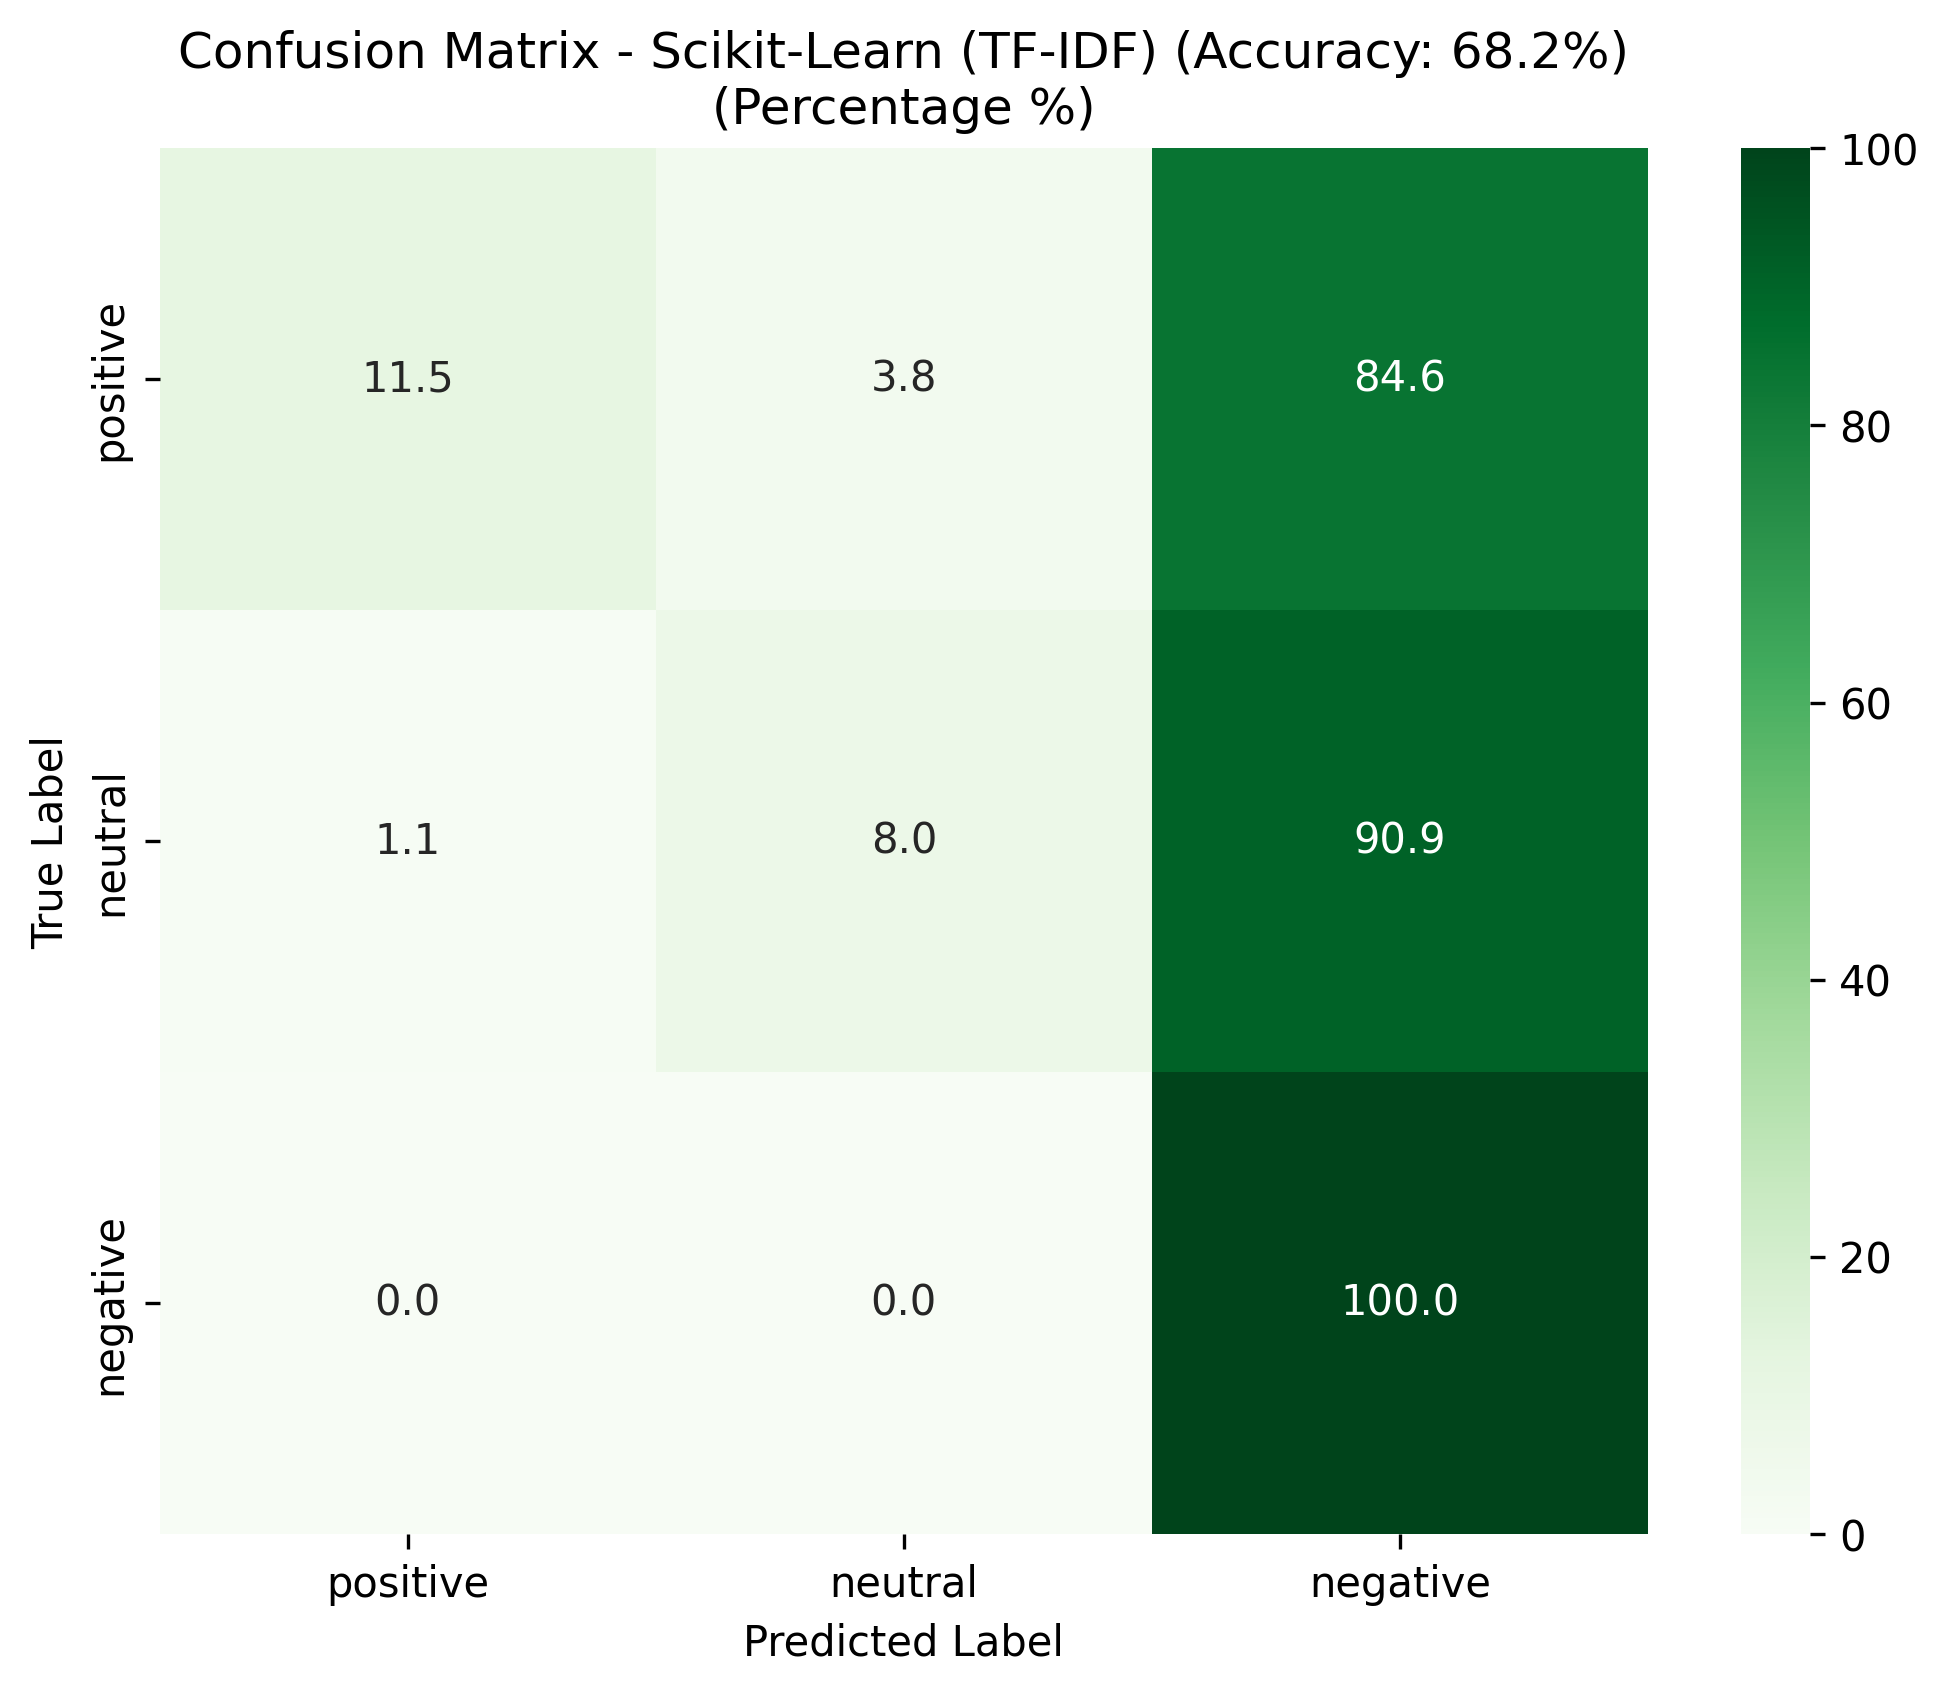 Confusion Matrix - Scikit-Learn (TF-IDF) (Accuracy: 68.2%)
(Percentage %)
True Label
positive
11.5 3.8 84.6
neutral
1.1 8.0 90.9
negative
0.0 0.0 100.0
positive neutral negative
Predicted Label
100
80
60
40
20
0